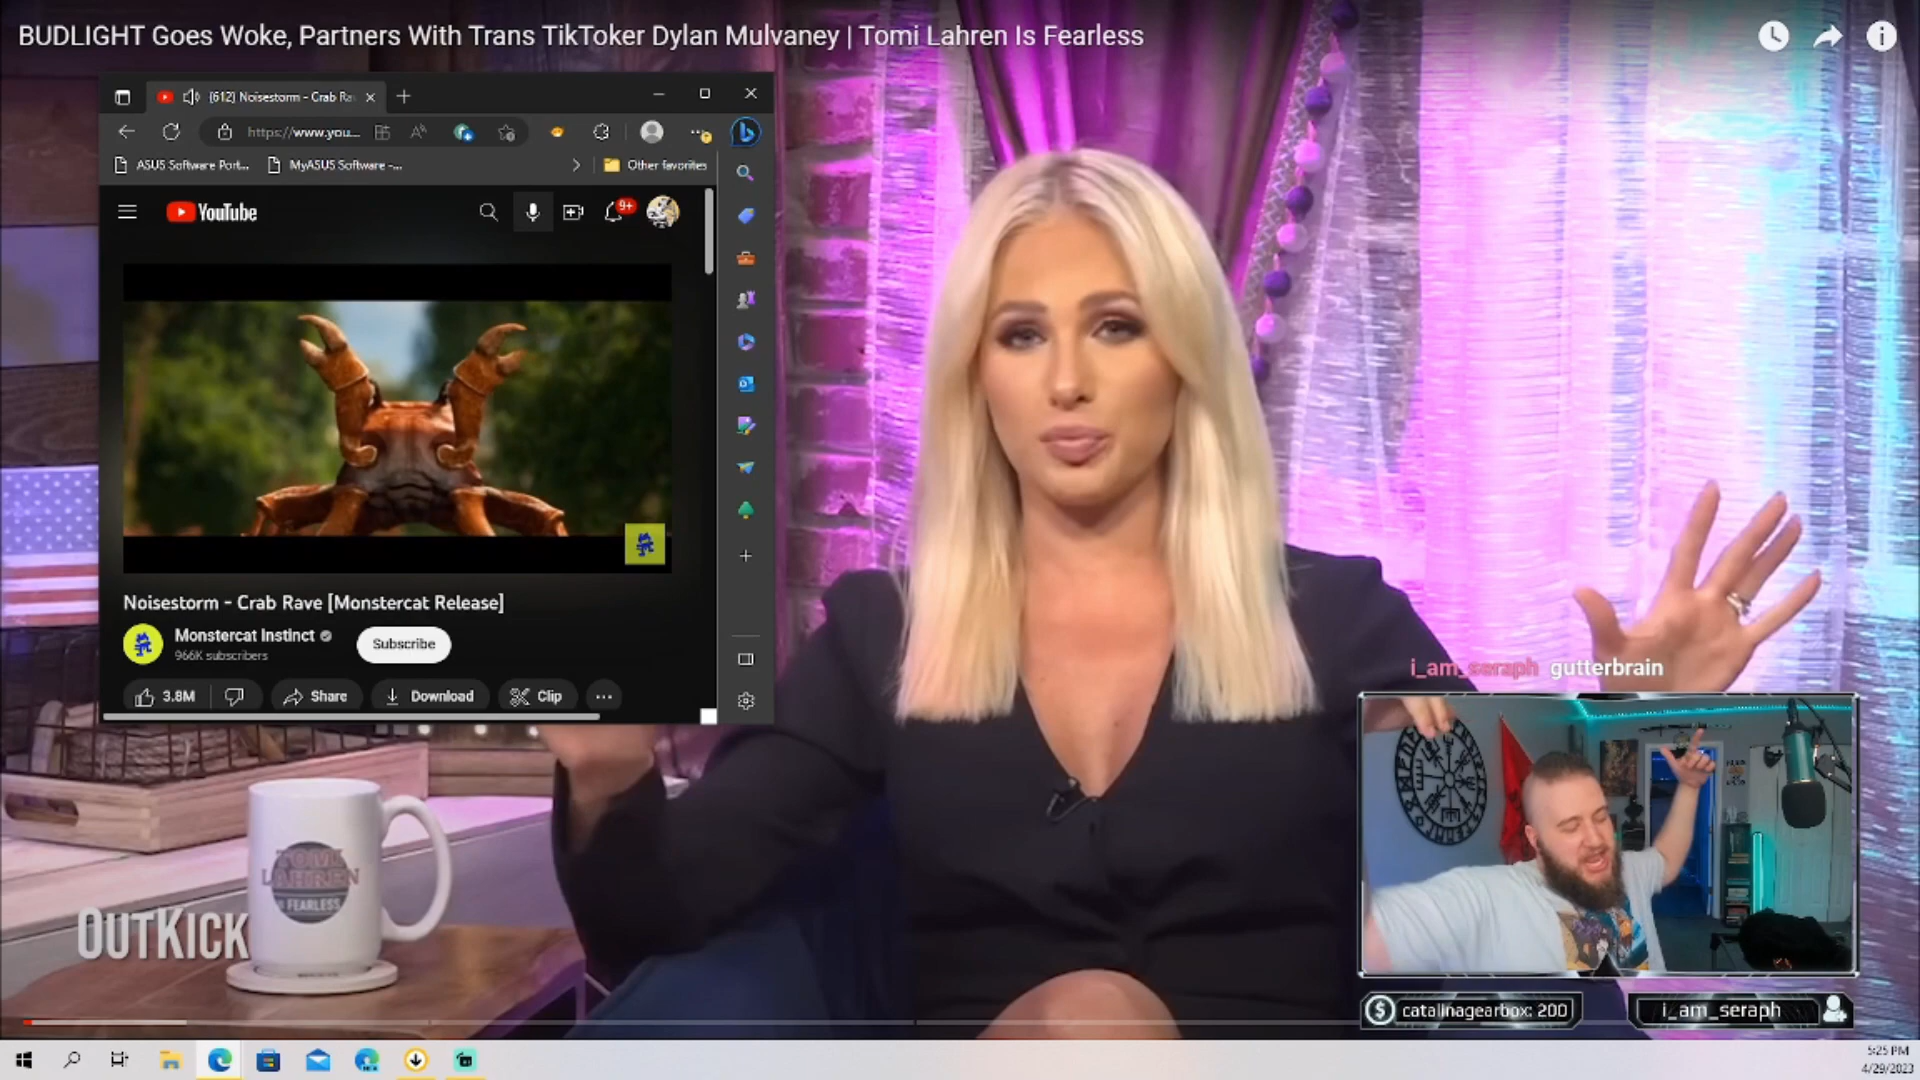 BUDLIGHT Goes Woke, Partners With Trans TikToker Dylan Mulvaney | Tomi Lahren Is Fearless
(612) Noisestorm - Crab Ra
https://www.you...
ASUS Software Port...
MyASUS Software -...
Other favorites
YouTube
9+
Noisestorm - Crab Rave [Monstercat Release]
Monstercat Instinct
966K subscribers
Subscribe
3.8M
Share
Download
Clip
i_am_seraph gutterbrain
TOMI
LAHREN
IS FEARLESS
OUTKICK
catalinagearbox: 200
i_am_seraph
5:25 PM
4/29/2023